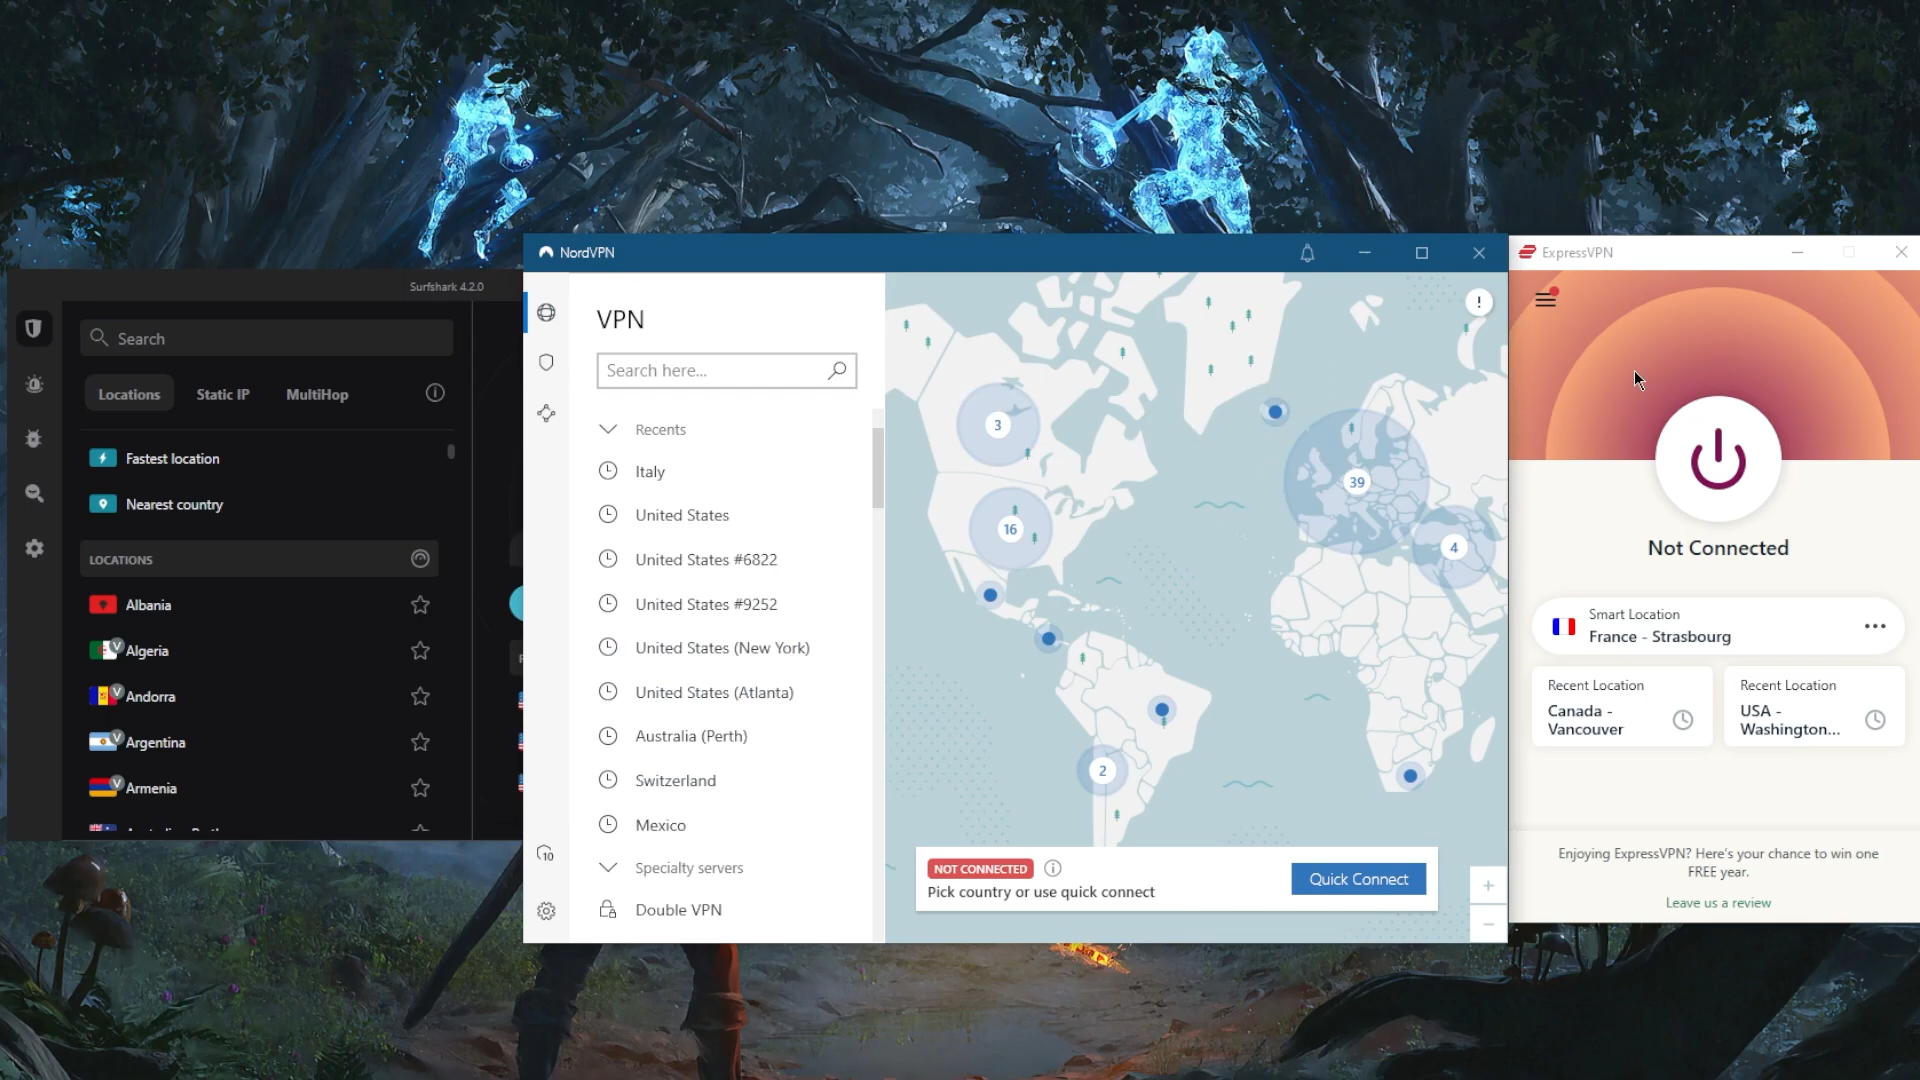 Surfshark 4.2.0
Search
Locations
Static IP
MultiHop
Fastest location
Nearest country
LOCATIONS
Albania
V
Algeria
V
Andorra
V
Argentina
V
Armenia
NordVPN
VPN
Search here...
Recents
Italy
United States
United States #6822
United States #9252
United States (New York)
United States (Atlanta)
Australia (Perth)
Switzerland
Mexico
Specialty servers
Double VPN
10
!
3
16
39
4
2
NOT CONNECTED
Pick country or use quick connect
Quick Connect
+
−
ExpressVPN
Not Connected
Smart Location
France - Strasbourg
Recent Location
Canada -
Vancouver
Recent Location
USA -
Washington...
Enjoying ExpressVPN? Here's your chance to win one
FREE year.
Leave us a review